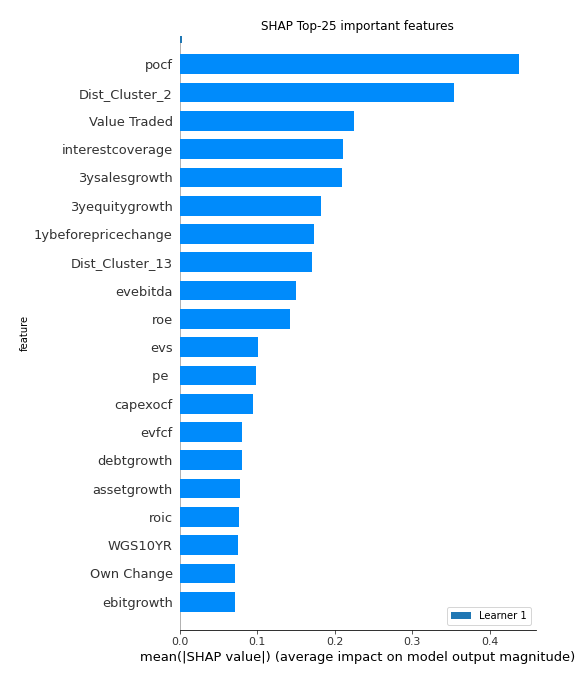 SHAP Top-25 important features
pocf
Dist_Cluster_2
Value Traded
interestcoverage
3ysalesgrowth
3yequitygrowth
1ybeforepricechange
Dist_Cluster_13
evebitda
roe
evs
pe
capexocf
evfcf
debtgrowth
assetgrowth
roic
WGS10YR
Own Change
ebitgrowth
feature
Learner 1
0.0 0.1 0.2 0.3 0.4
mean(|SHAP value|) (average impact on model output magnitude)